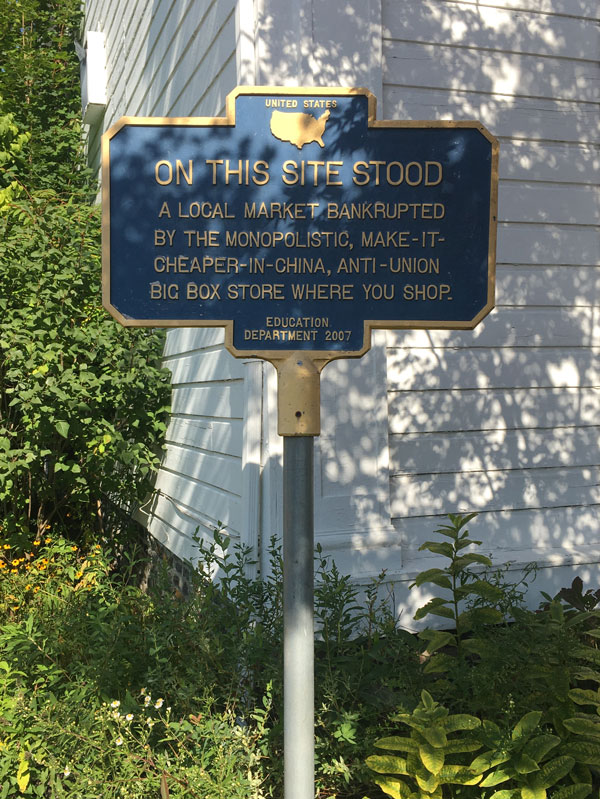 UNITED STATES
ON THIS SITE STOOD
A LOCAL MARKET BANKRUPTED
BY THE MONOPOLISTIC, MAKE-IT-
CHEAPER-IN-CHINA, ANTI-UNION
BIG BOX STORE WHERE YOU SHOP.
EDUCATION
DEPARTMENT 2007